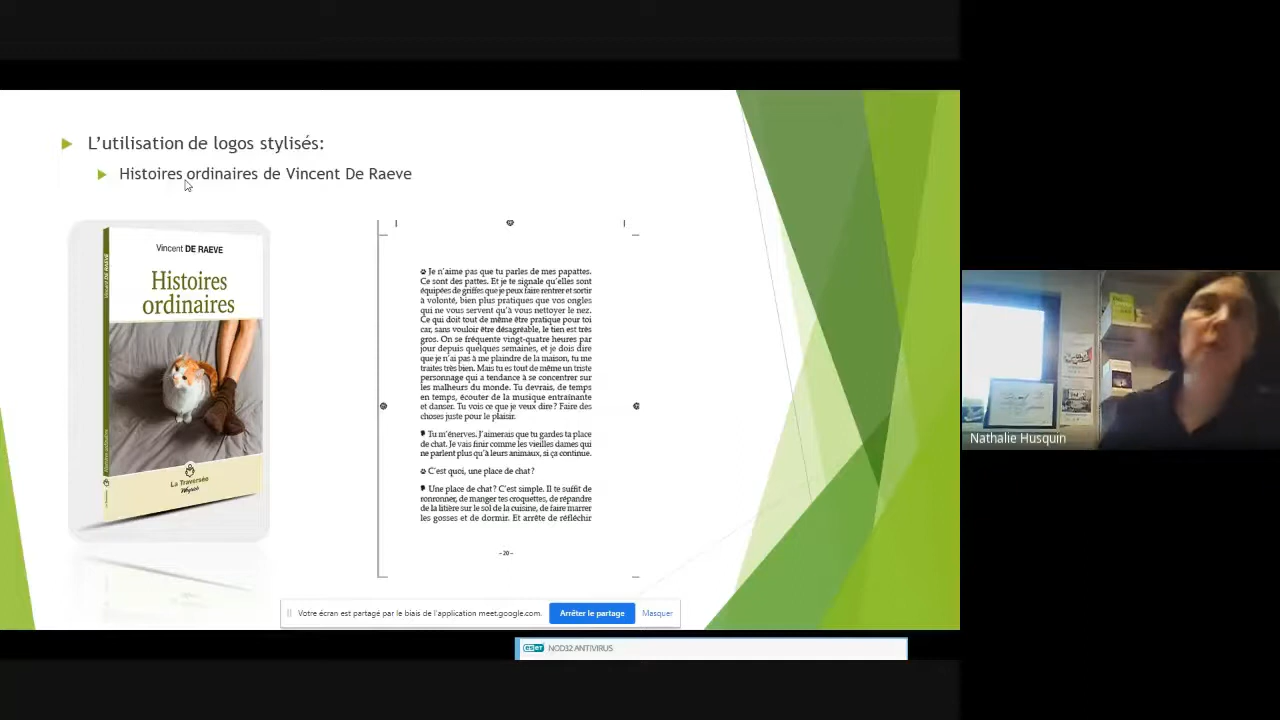 L'utilisation de logos stylisés:
Histoires ordinaires de Vincent De Raeve
Vincent DE RAEVE
Histoires
ordinaires
La Traversée
Weyrich
Je n'aime pas que tu parles de mes papattes.
Ce sont des pattes. Et je te signale qu'elles sont
équipées de griffes que je peux faire rentrer et sortir
à volonté, bien plus pratiques que vos ongles
qui ne vous servent qu'à vous nettoyer le nez.
Ce qui doit tout de même être pratique pour toi
car, sans vouloir être désagréable, le tien est très
gros. On se fréquente vingt-quatre heures par
jour depuis quelques semaines, et je dois dire
que je n'ai pas à me plaindre de la maison, tu me
traites très bien. Mais tu es tout de même un triste
personnage qui a tendance à se concentrer sur
les malheurs du monde. Tu devrais, de temps
en temps, écouter de la musique entraînante
et danser. Tu vois ce que je veux dire ? Faire des
choses juste pour le plaisir.
Tu m'énerves. J'aimerais que tu gardes ta place
de chat. Je vais finir comme les vieilles dames qui
ne parlent plus qu'à leurs animaux, si ça continue.
C'est quoi, une place de chat ?
Une place de chat ? C'est simple. Il te suffit de
ronronner, de manger tes croquettes, de répandre
de la litière sur le sol de la cuisine, de faire marrer
les gosses et de dormir. Et arrête de réfléchir
– 20 –
Votre écran est partagé par le biais de l'application meet.google.com.
Arrêter le partage
Masquer
eset NOD32 ANTIVIRUS
Nathalie Husquin